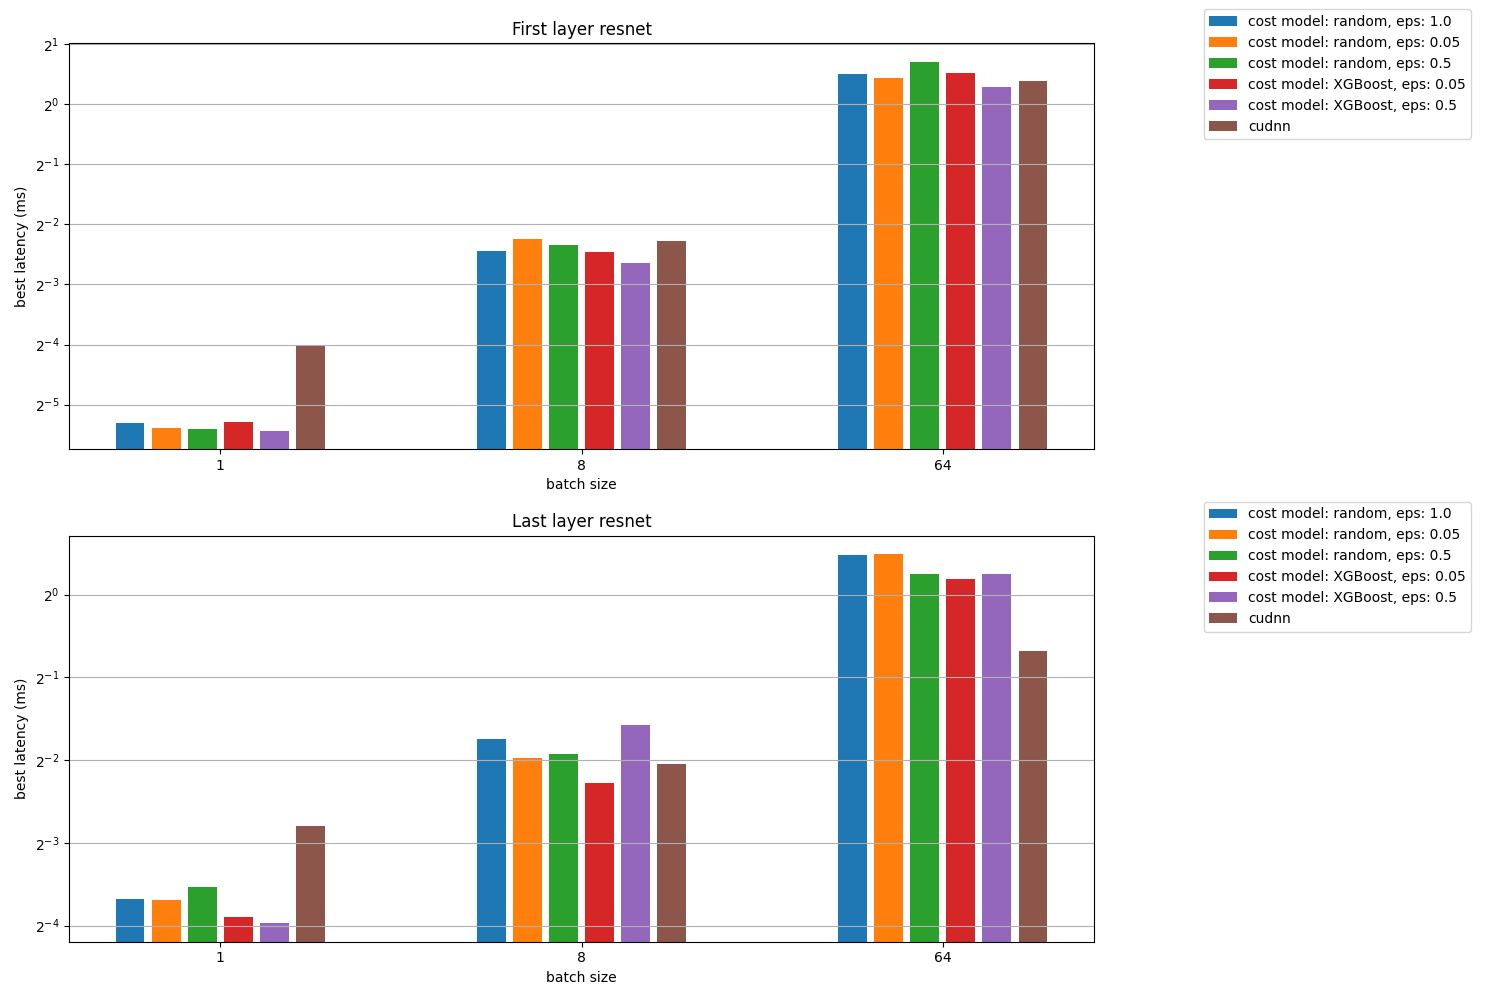 First layer resnet
cost model: random, eps: 1.0
cost model: random, eps: 0.05
cost model: random, eps: 0.5
cost model: XGBoost, eps: 0.05
cost model: XGBoost, eps: 0.5
cudnn
best latency (ms)
2^1
2^0
2^-1
2^-2
2^-3
2^-4
2^-5
1 8 64
batch size
Last layer resnet
cost model: random, eps: 1.0
cost model: random, eps: 0.05
cost model: random, eps: 0.5
cost model: XGBoost, eps: 0.05
cost model: XGBoost, eps: 0.5
cudnn
best latency (ms)
2^0
2^-1
2^-2
2^-3
2^-4
1 8 64
batch size